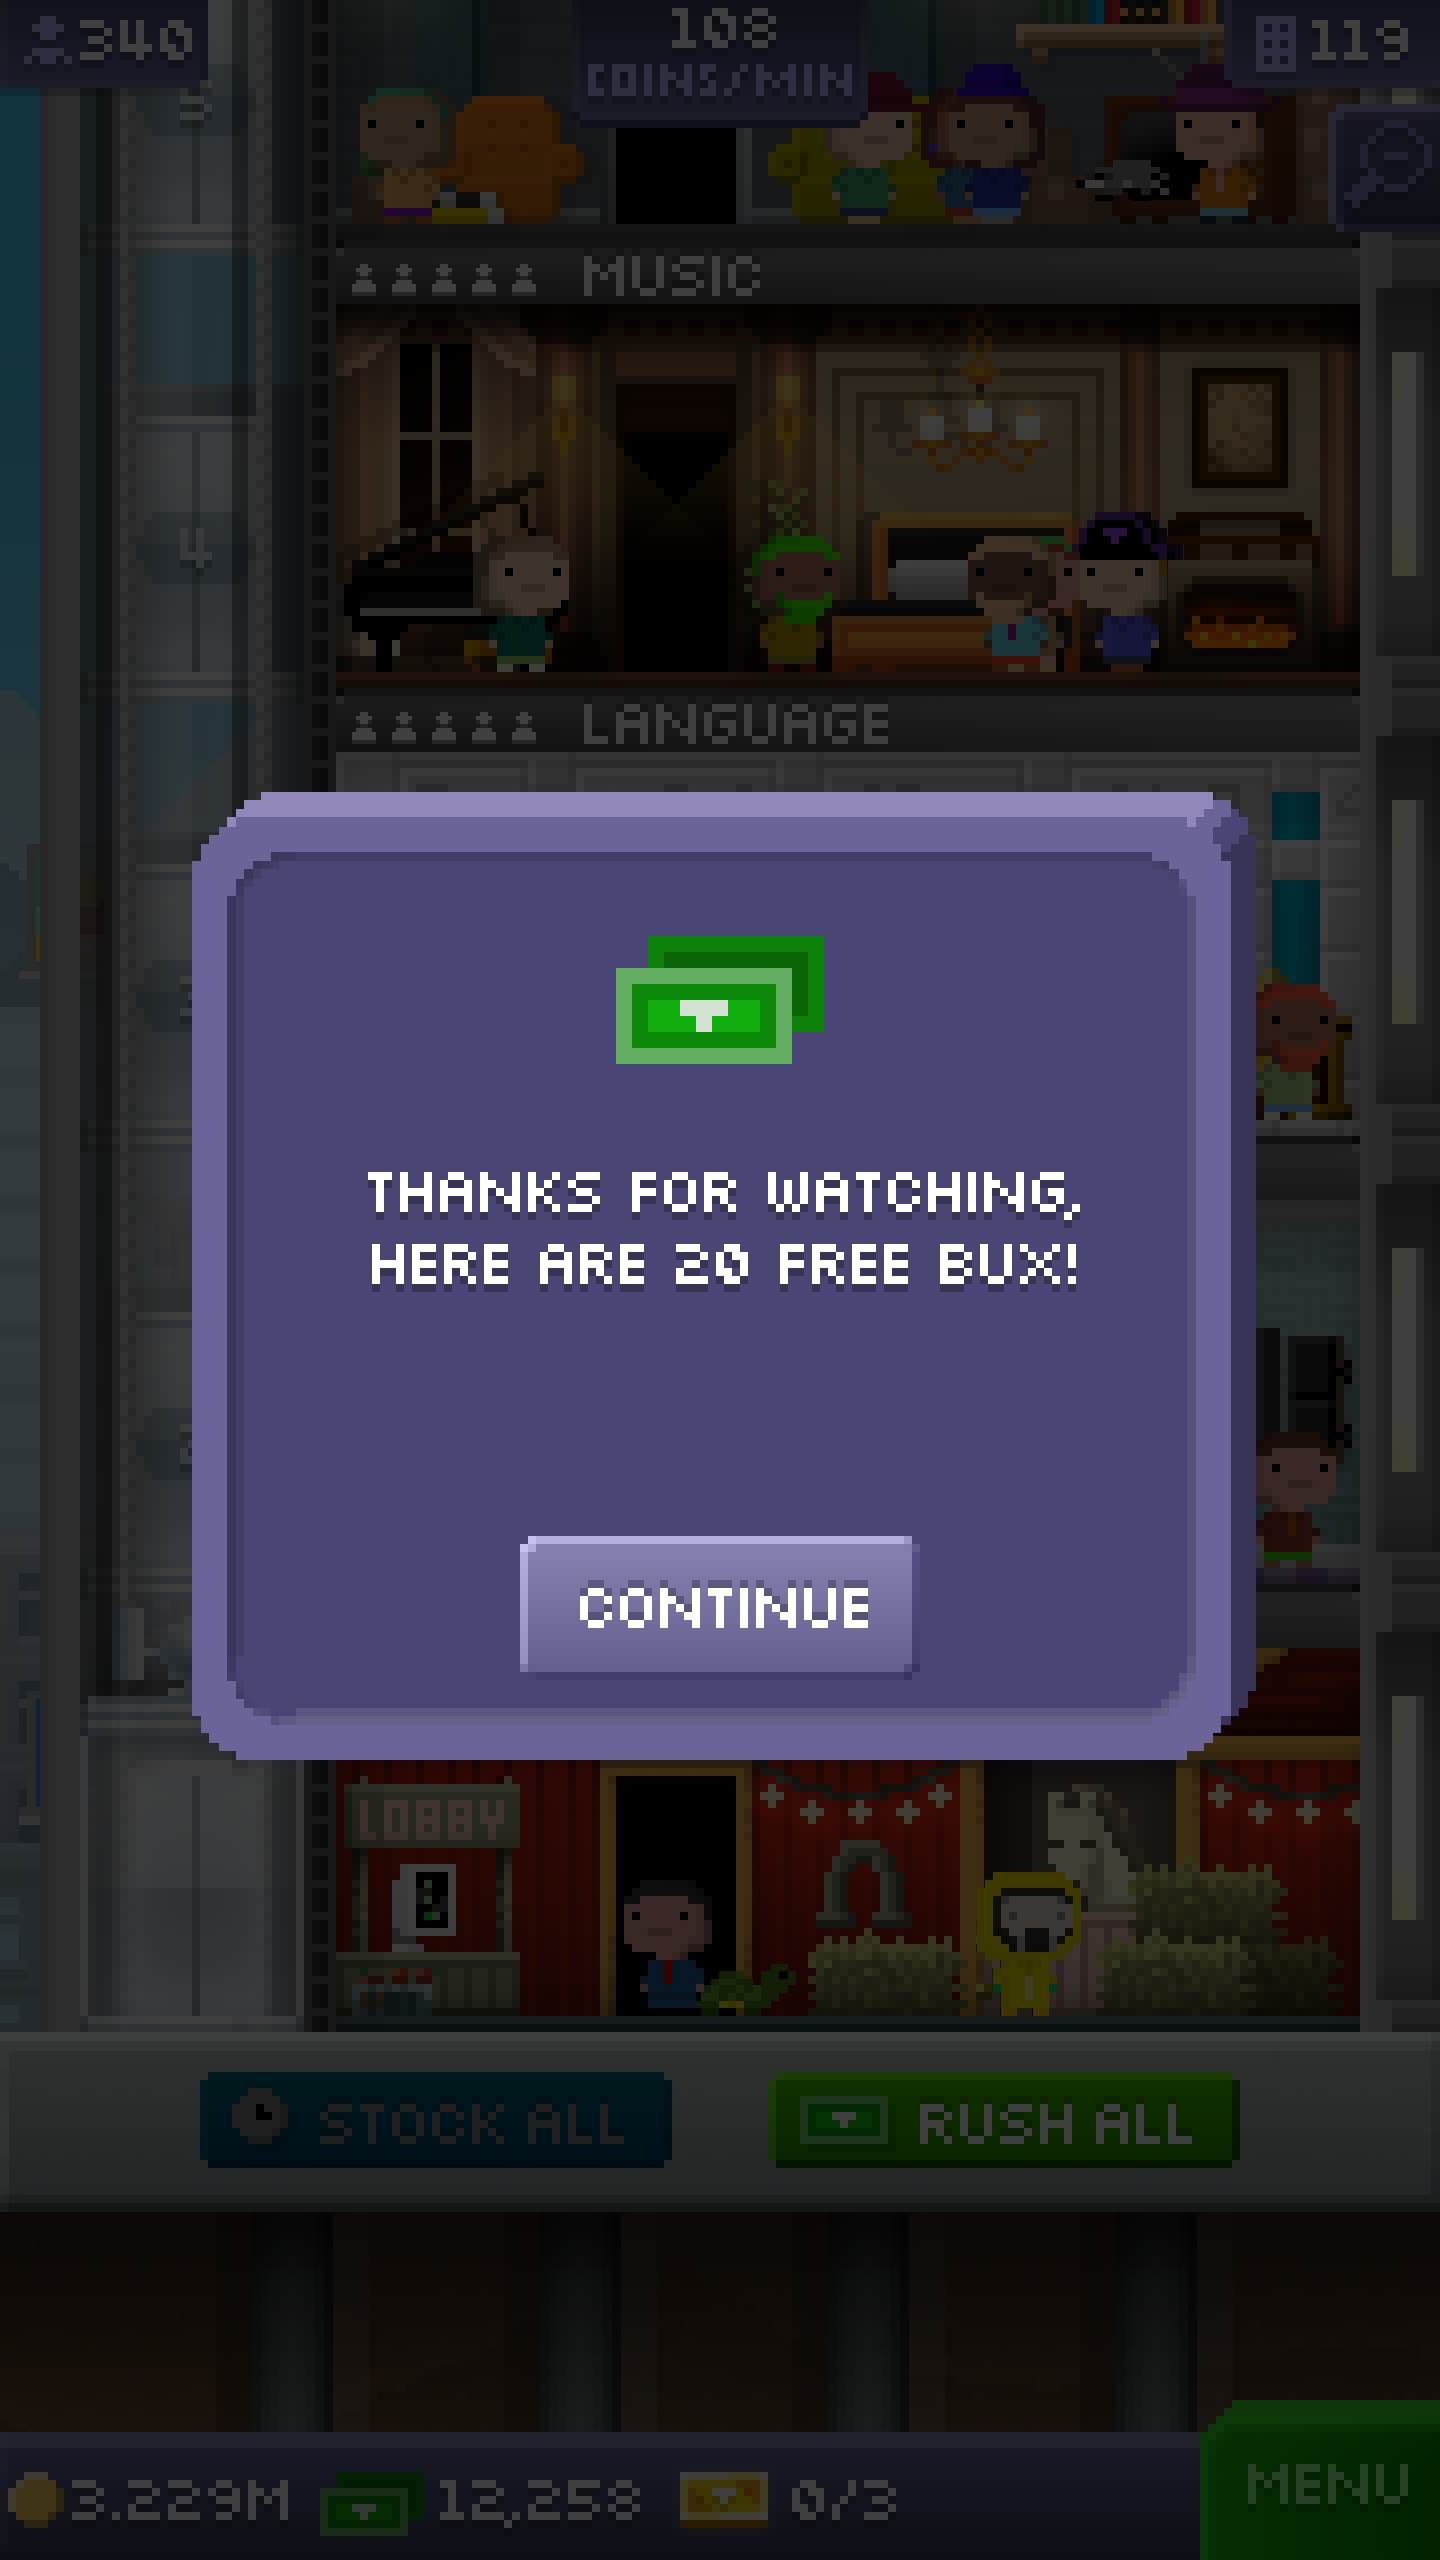 340
108
COINS/MIN
119
5
MUSIC
4
LANGUAGE
THANKS FOR WATCHING,
HERE ARE 20 FREE BUX!
CONTINUE
LOBBY
STOCK ALL
RUSH ALL
3.229M
12,258
0/3
MENU